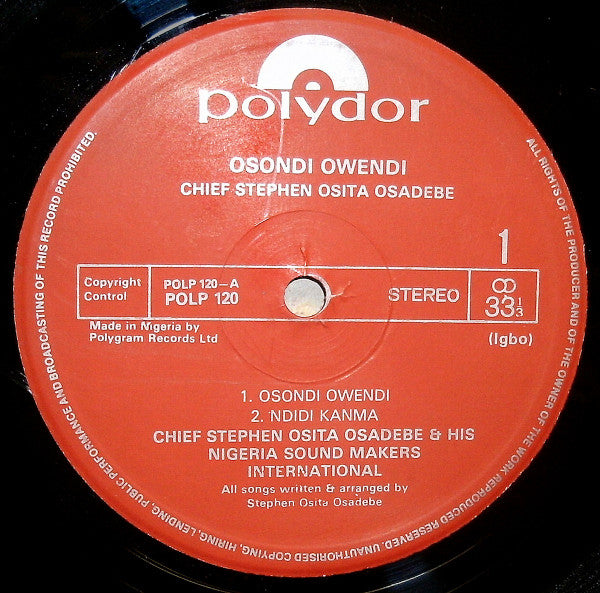 polydor
OSONDI OWENDI
CHIEF STEPHEN OSITA OSADEBE
1
Copyright
Control
POLP 120-A
POLP 120
STEREO
33 1/3
Made in Nigeria by
Polygram Records Ltd
(Igbo)
1. OSONDI OWENDI
2. NDIDI KANMA
CHIEF STEPHEN OSITA OSADEBE & HIS
NIGERIA SOUND MAKERS
INTERNATIONAL
All songs written & arranged by
Stephen Osita Osadebe
ALL RIGHTS OF THE PRODUCER AND OF THE OWNER OF THE WORK REPRODUCED RESERVED. UNAUTHORISED COPYING, HIRING, LENDING, PUBLIC PERFORMANCE AND BROADCASTING OF THIS RECORD PROHIBITED.